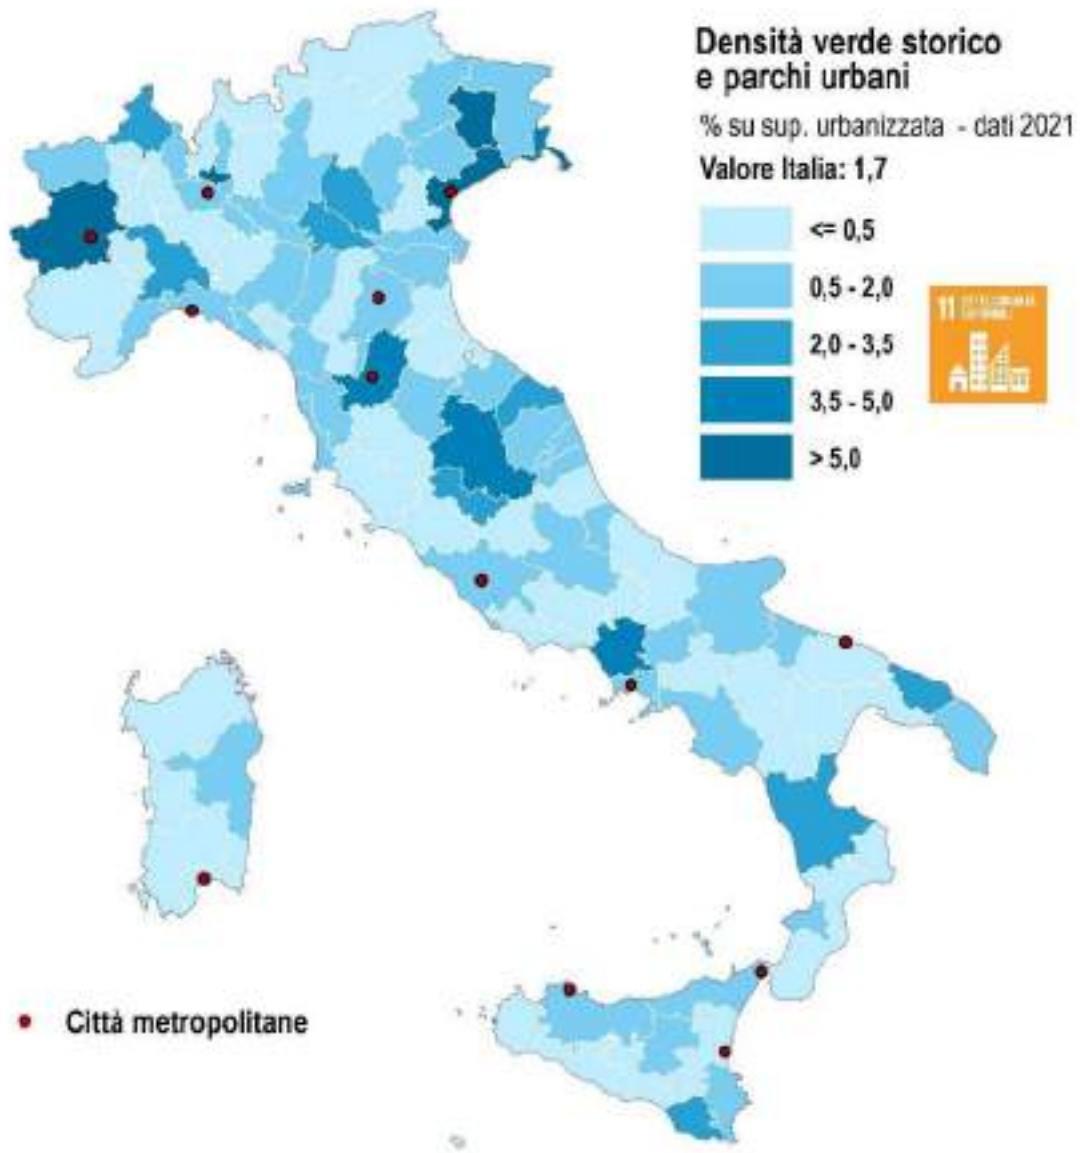 Densità verde storico
e parchi urbani
% su sup. urbanizzata - dati 2021
Valore Italia: 1,7
<= 0,5
0,5 - 2,0
2,0 - 3,5
3,5 - 5,0
> 5,0
11
Città metropolitane